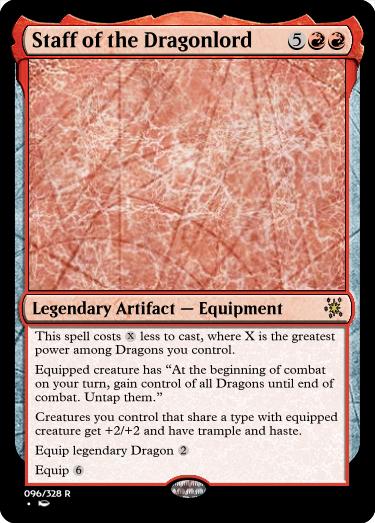 Staff of the Dragonlord 5
Legendary Artifact — Equipment
This spell costs X less to cast, where X is the greatest
power among Dragons you control.
Equipped creature has “At the beginning of combat
on your turn, gain control of all Dragons until end of
combat. Untap them.”
Creatures you control that share a type with equipped
creature get +2/+2 and have trample and haste.
Equip legendary Dragon 2
Equip 6
096/328 R